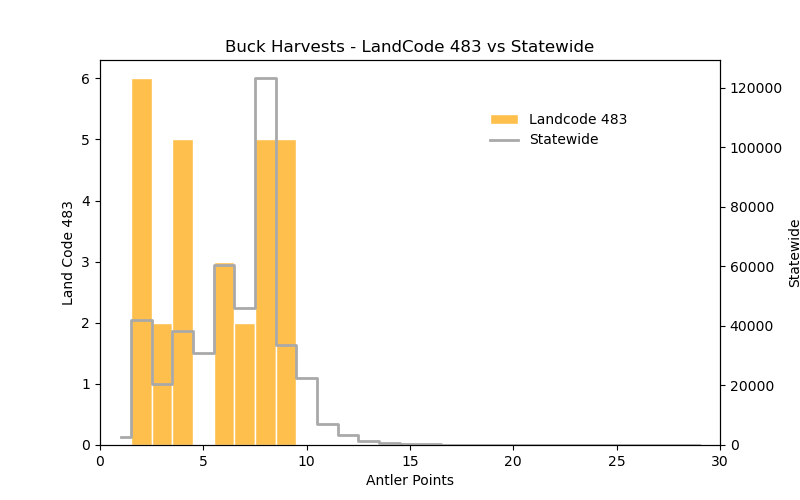 Buck Harvests - LandCode 483 vs Statewide
6
5
4
3
2
1
0
Land Code 483
Landcode 483
Statewide
120000
100000
80000
60000
40000
20000
0
Statewide
0 5 10 15 20 25 30
Antler Points